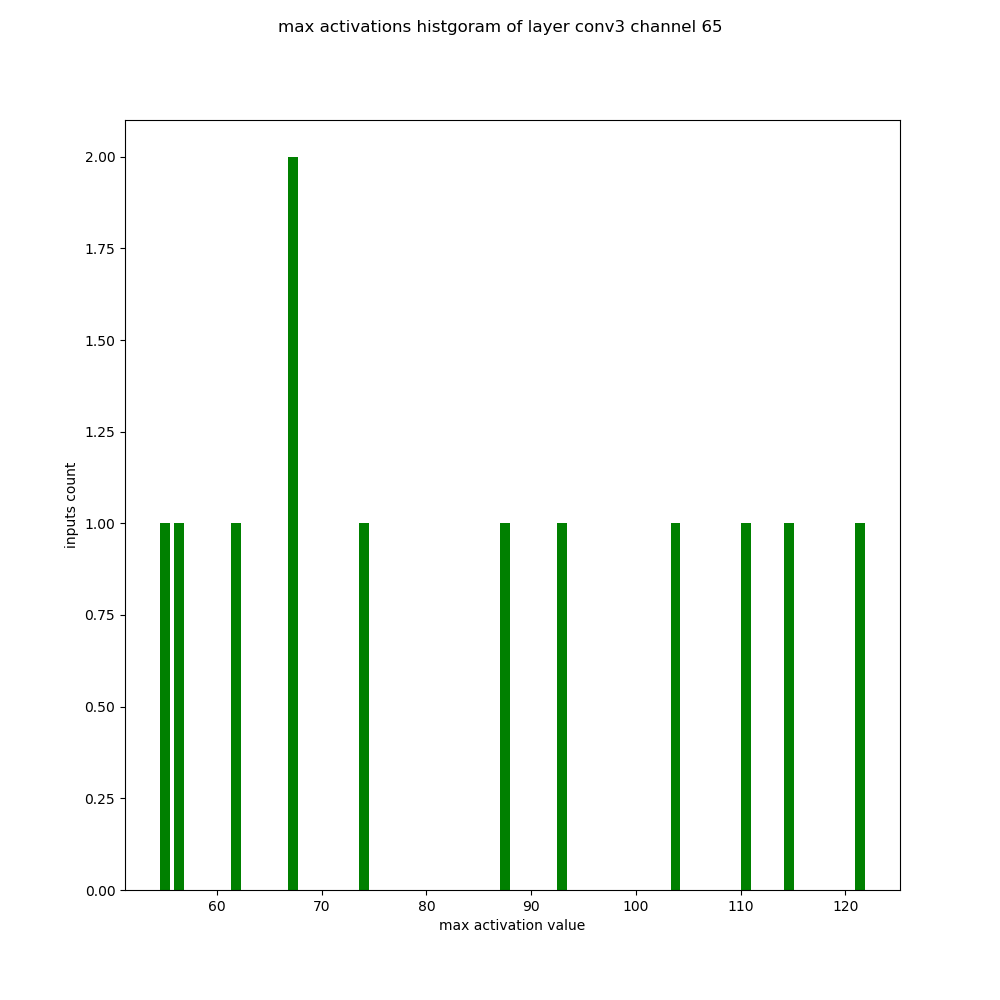 max activations histgoram of layer conv3 channel 65
2.00
1.75
1.50
1.25
1.00
0.75
0.50
0.25
0.00
inputs count
60 70 80 90 100 110 120
max activation value